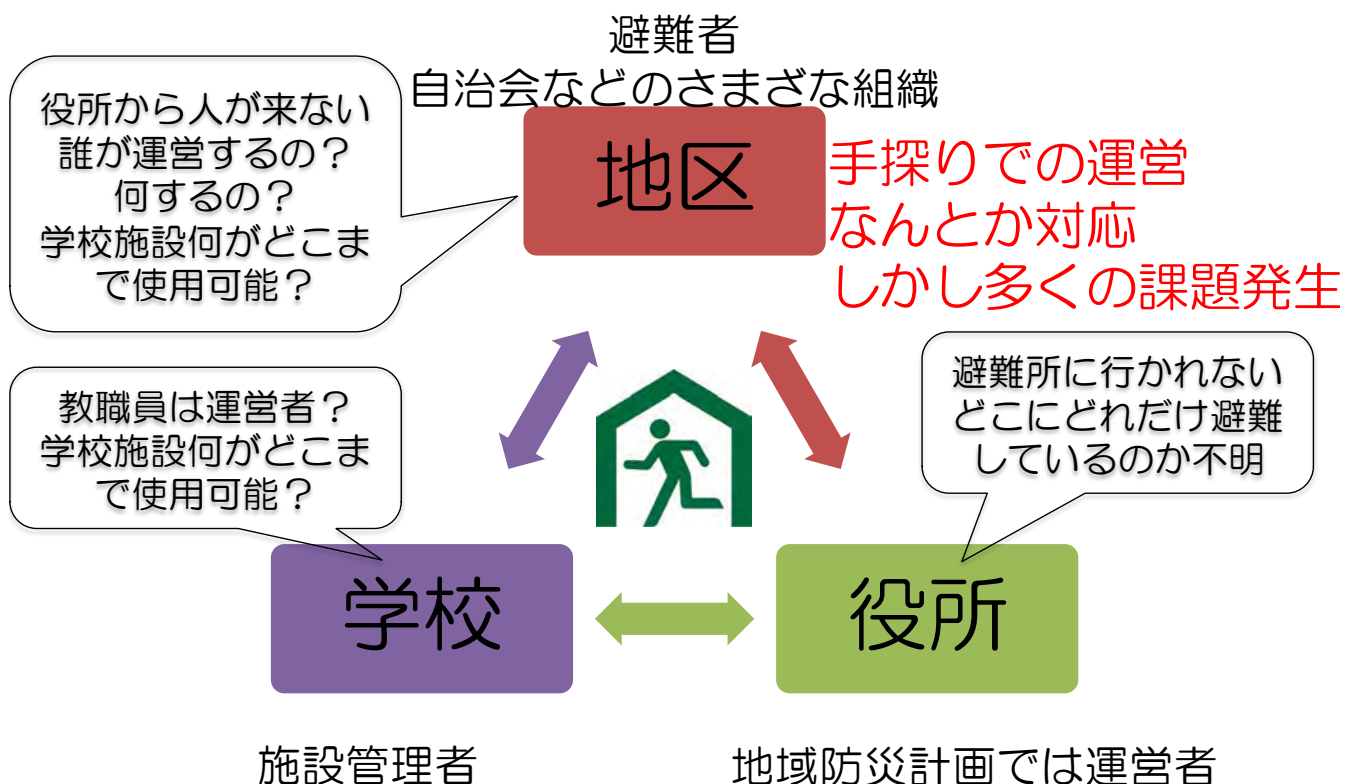 避難者
自治会などのさまざな組織
役所から人が来ない
誰が運営するの？
何するの？
学校施設何がどこま
で使用可能？
地区
手探りでの運営
なんとか対応
しかし多くの課題発生
教職員は運営者？
学校施設何がどこま
で使用可能？
避難所に行かれない
どこにどれだけ避難
しているのか不明
学校
役所
施設管理者
地域防災計画では運営者